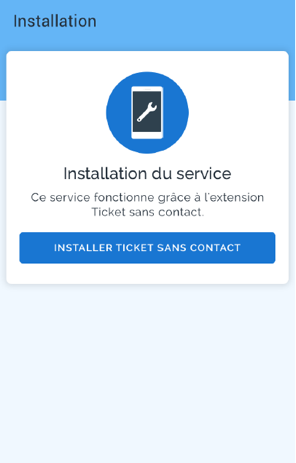 Installation
Installation du service
Ce service fonctionne grâce à l'extension
Ticket sans contact.
INSTALLER TICKET SANS CONTACT